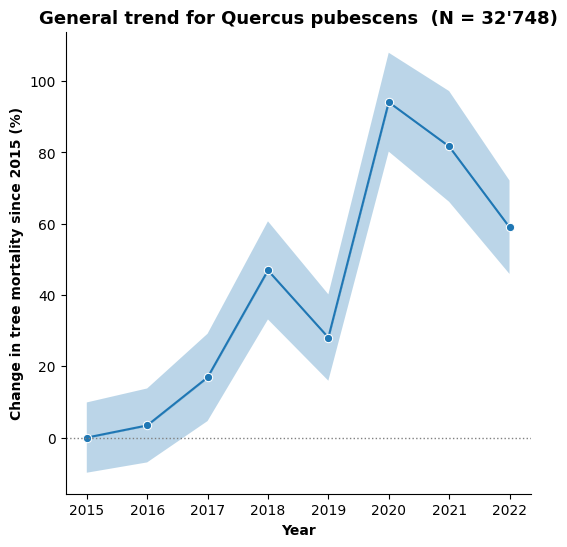 General trend for Quercus pubescens  (N = 32'748)
Change in tree mortality since 2015 (%)
100
80
60
40
20
0
2015 2016 2017 2018 2019 2020 2021 2022
Year